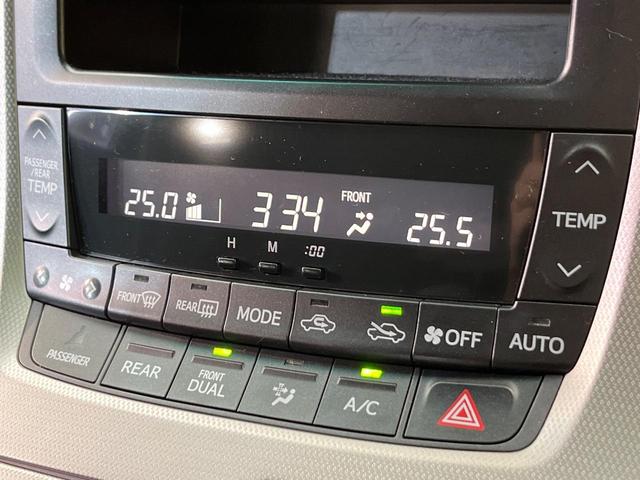 PASSENGER
/REAR
TEMP
25.0 3:34 FRONT 25.5
TEMP
H M :00
FRONT REAR MODE OFF AUTO
PASSENGER REAR FRONT
DUAL A/C